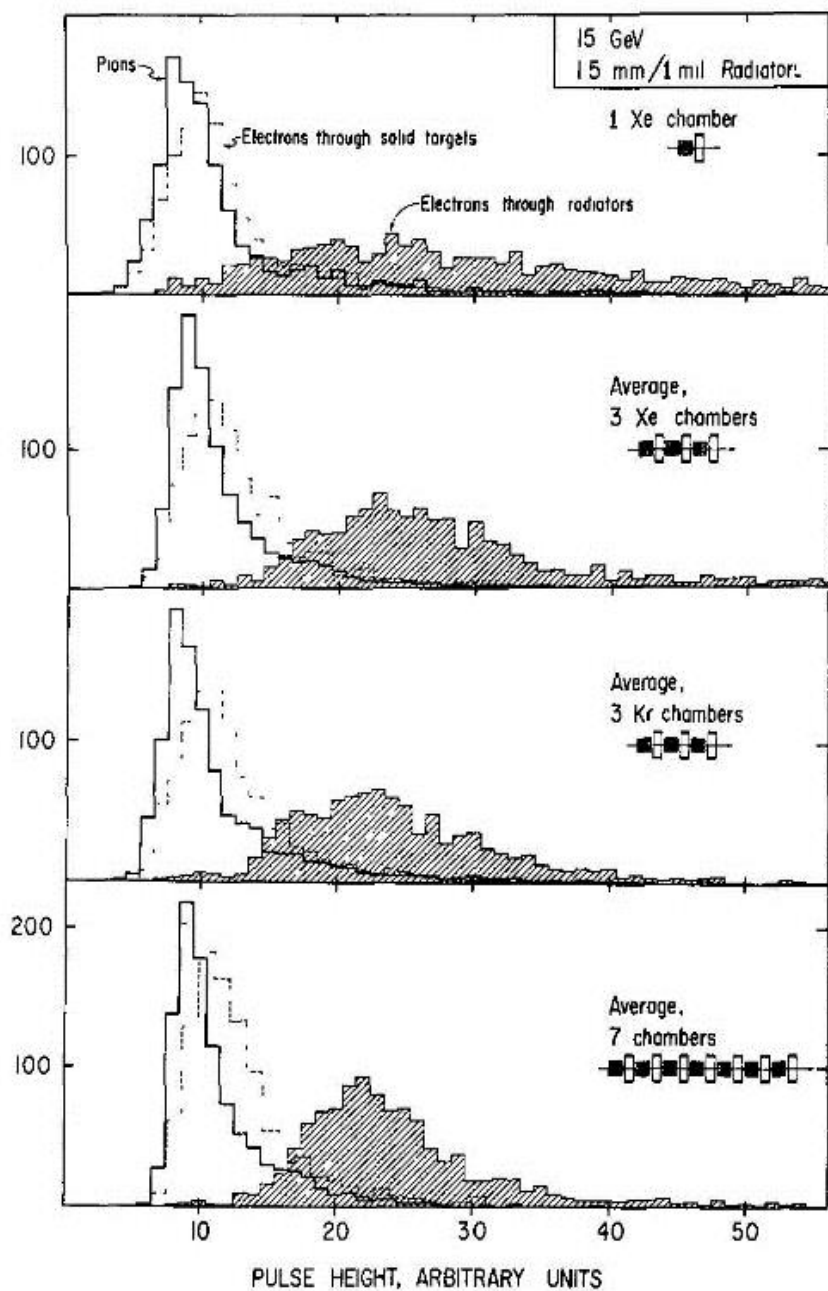 15 GeV
15 mm/1 mil Radiators
Pions
1 Xe chamber
Electrons through solid targets
100
Electrons through radiators
Average,
3 Xe chambers
100
Average,
3 Kr chambers
100
200
Average,
7 chambers
100
10 20 30 40 50
PULSE HEIGHT, ARBITRARY UNITS